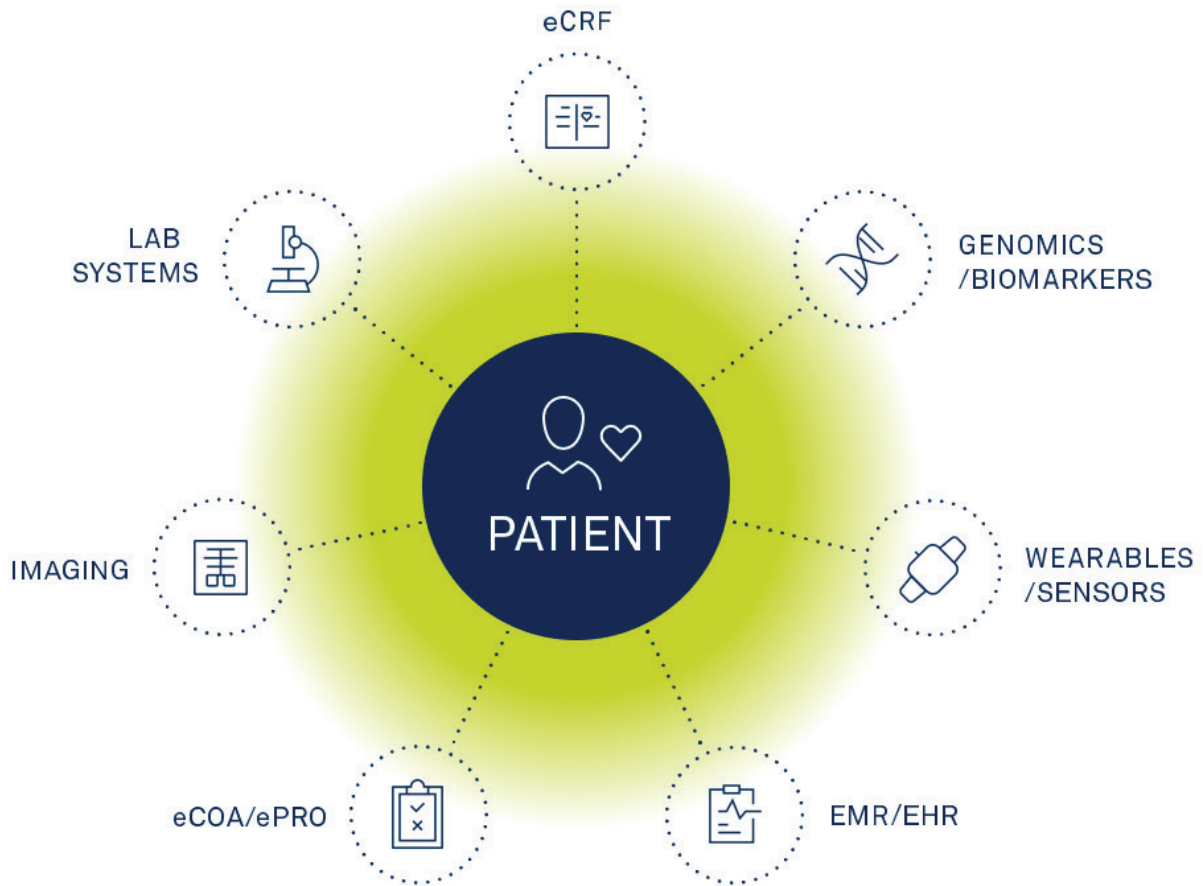 eCRF
LAB
SYSTEMS
GENOMICS
/BIOMARKERS
PATIENT
IMAGING
WEARABLES
/SENSORS
eCOA/ePRO
EMR/EHR